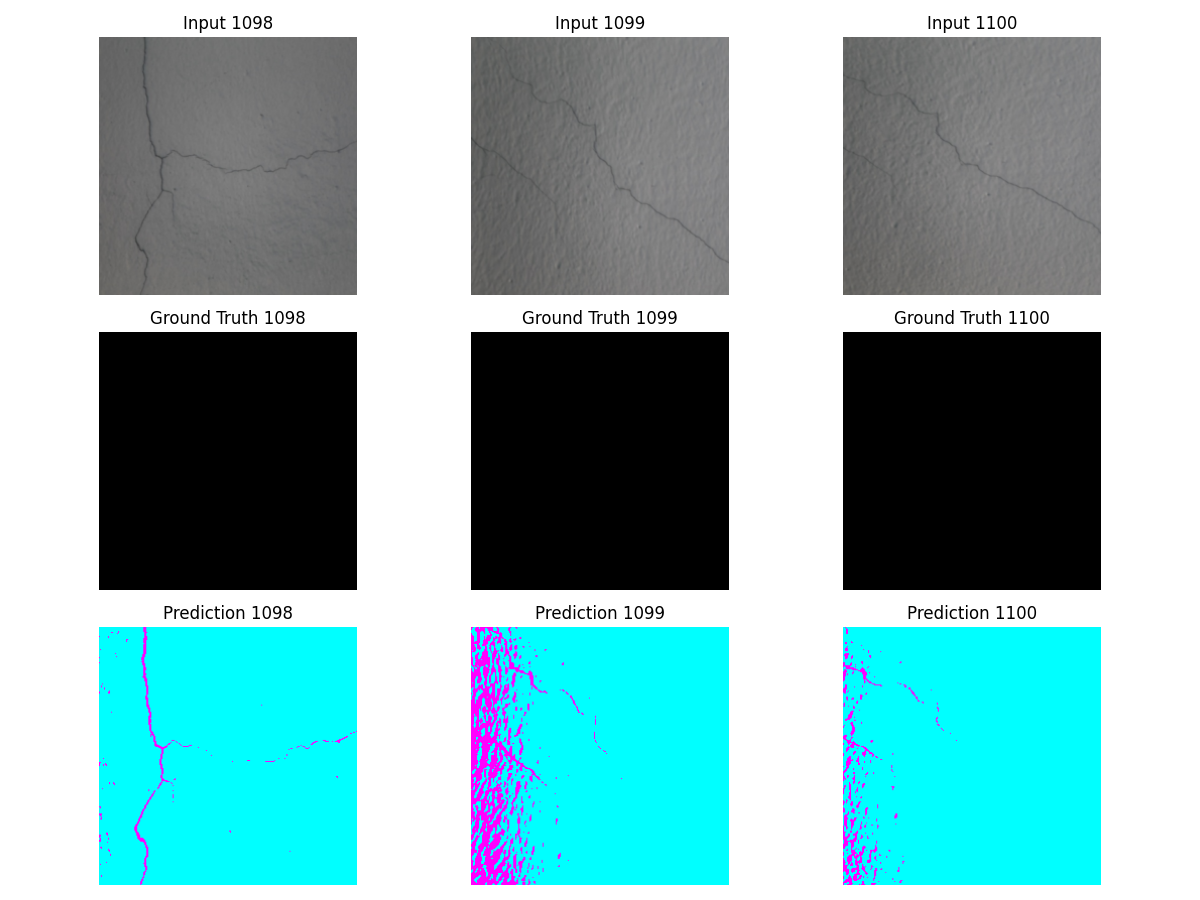 Input 1098
Input 1099
Input 1100
Ground Truth 1098
Ground Truth 1099
Ground Truth 1100
Prediction 1098
Prediction 1099
Prediction 1100